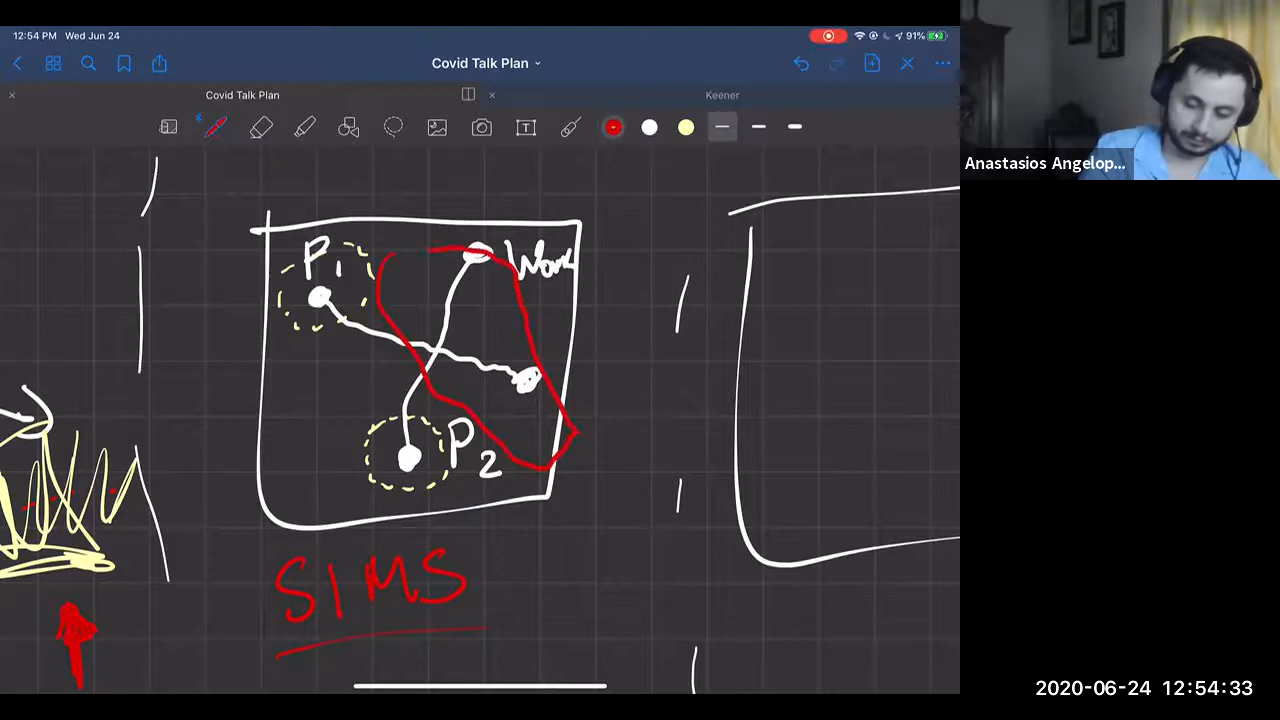 12:54 PM Wed Jun 24
91%
Covid Talk Plan
Covid Talk Plan
Keener
T
P1
Work
P2
SIMS
Anastasios Angelop...
2020-06-24 12:54:33